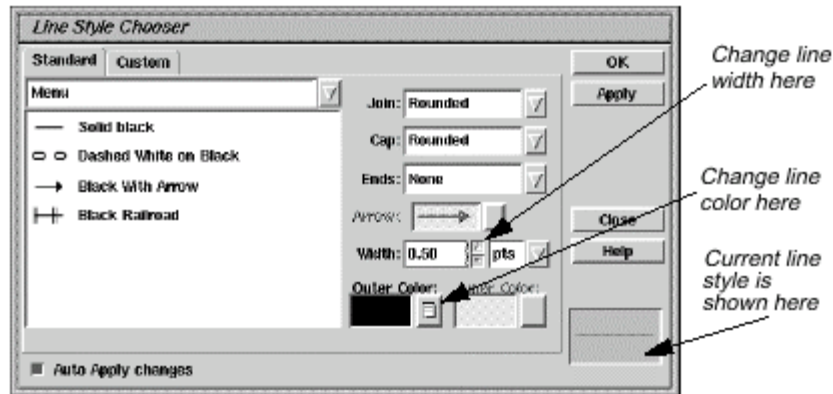 Line Style Chooser
Standard Custom
Menu
Solid black
Dashed White on Black
Black With Arrow
Black Railroad
Join: Rounded
Cap: Rounded
Ends: None
Arrow:
Width: 0.50 pts
Outer Color:
Color:
Auto Apply changes
OK
Apply
Close
Help
Change line
width here
Change line
color here
Current line
style is
shown here